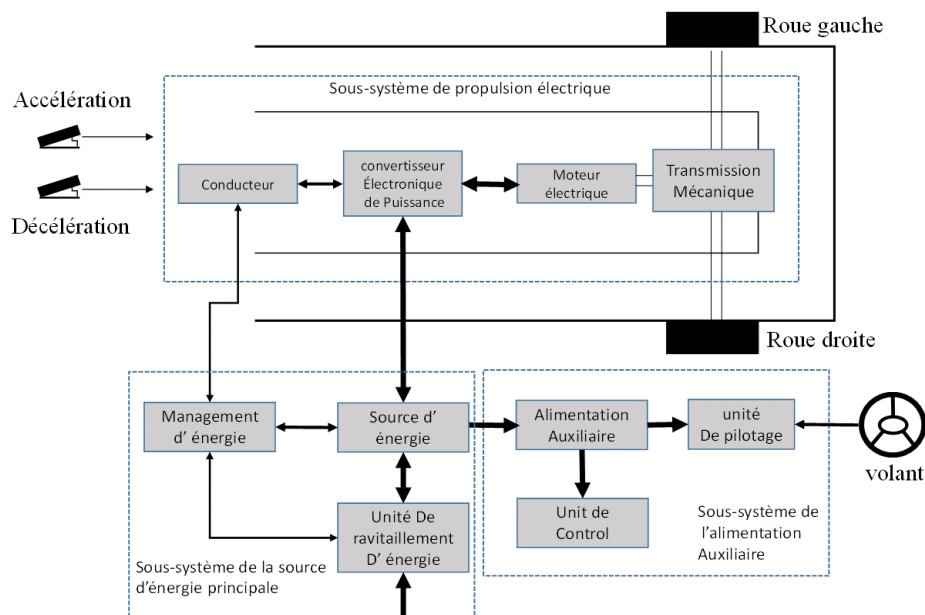 Roue gauche
Sous-système de propulsion électrique
Accélération
Décélération
Conducteur
convertisseur
Électronique
de Puissance
Moteur
électrique
Transmission
Mécanique
Roue droite
Management
d' énergie
Source d'
énergie
Alimentation
Auxiliaire
unité
De pilotage
volant
Unité De
ravitaillement
D' énergie
Unit de
Control
Sous-système de
l'alimentation
Auxiliaire
Sous-système de la source
d'énergie principale